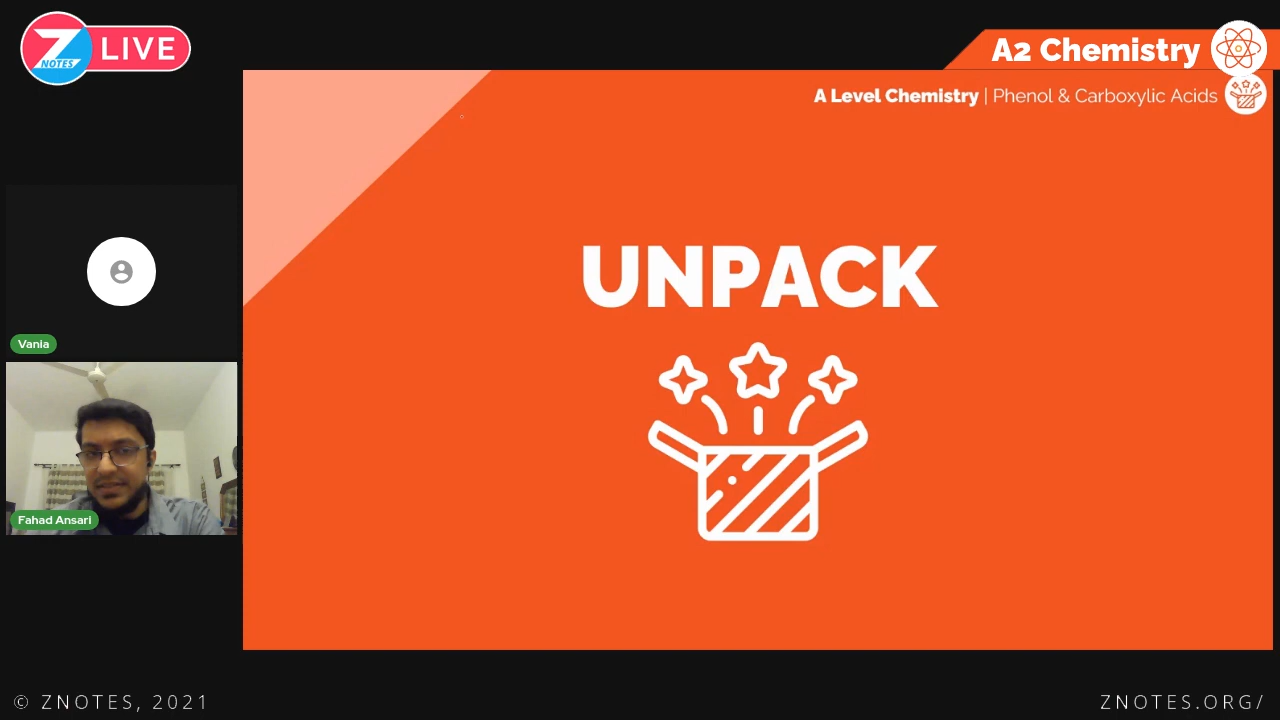 Z NOTES LIVE
A2 Chemistry
A Level Chemistry | Phenol & Carboxylic Acids
UNPACK
Vania
Fahad Ansari
© ZNOTES, 2021
ZNOTES.ORG/